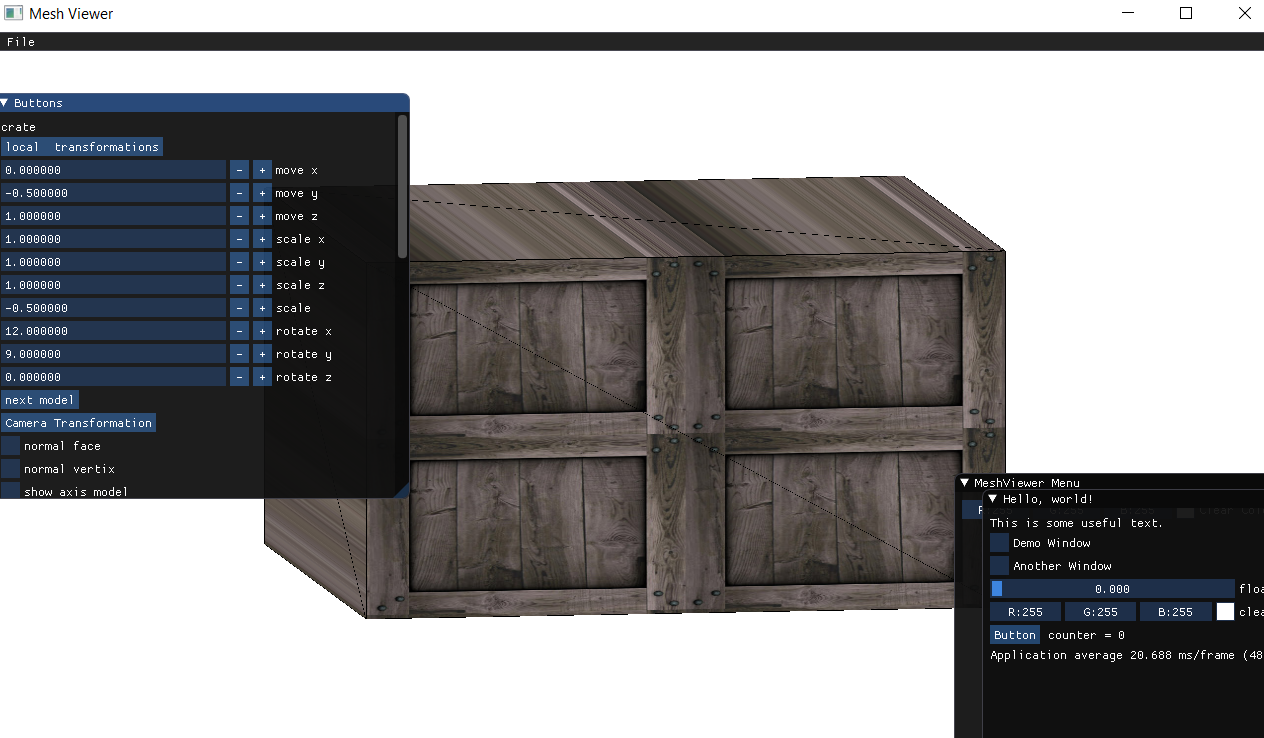 Mesh Viewer
File
Buttons
crate
local  transformations
0.000000 - + move x
-0.500000 - + move y
1.000000 - + move z
1.000000 - + scale x
1.000000 - + scale y
1.000000 - + scale z
-0.500000 - + scale
12.000000 - + rotate x
9.000000 - + rotate y
0.000000 - + rotate z
next model
Camera Transformation
normal face
normal vertix
show axis model
MeshViewer Menu
Hello, world!
This is some useful text.
Demo Window
Another Window
0.000 floa
R:255 G:255 B:255 clea
Button counter = 0
Application average 20.688 ms/frame (48